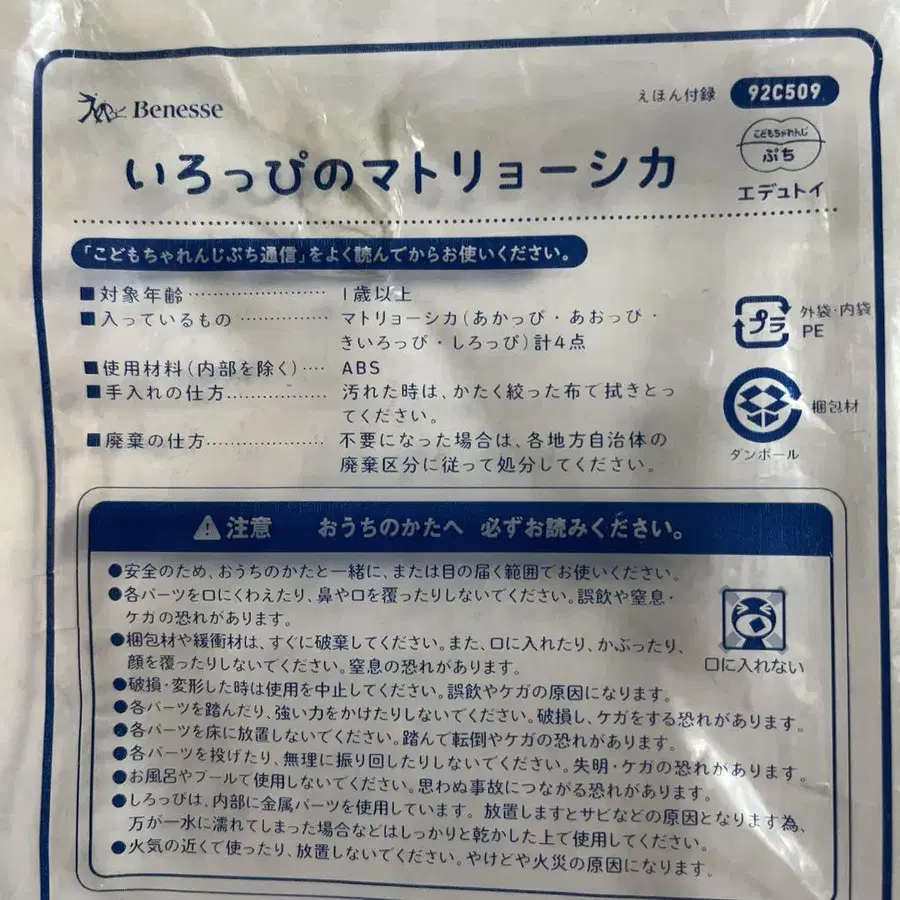 Benesse
えほん付録 92C509
いろっぴのマトリョーシカ
こどもちゃれんじ
ぷち
エデュトイ
「こどもちゃれんじぷち通信」をよく読んでからお使いください。
■対象年齢…………………… 1歳以上
■入っているもの …………… マトリョーシカ(あかっぴ・あおっぴ・
きいろっぴ・しろっぴ)計4点
■使用材料(内部を除く)…… ABS
■手入れの仕方……………… 汚れた時は、かたく絞った布で拭きとっ
てください。
■廃棄の仕方………………… 不要になった場合は、各地方自治体の
廃棄区分に従って処分してください。
プラ
外袋・内袋
PE
梱包材
ダンボール
注意 おうちのかたへ 必ずお読みください。
●安全のため、おうちのかたと一緒に、または目の届く範囲でお使いください。
●各パーツを口にくわえたり、鼻や口を覆ったりしないでください。誤飲や窒息・
ケガの恐れがあります。
●梱包材や緩衝材は、すぐに破棄してください。また、口に入れたり、かぶったり、
顔を覆ったりしないでください。窒息の恐れがあります。
●破損・変形した時は使用を中止してください。誤飲やケガの原因になります。
●各パーツを踏んだり、強い力をかけたりしないでください。破損し、ケガをする恐れがあります。
●各パーツを床に放置しないでください。踏んで転倒やケガの恐れがあります。
●各パーツを投げたり、無理に振り回したりしないでください。失明・ケガの恐れがあります。
●お風呂やプールで使用しないでください。思わぬ事故につながる恐れがあります。
●しろっぴは、内部に金属パーツを使用しています。放置しますとサビなどの原因となります為、
万が一水に濡れてしまった場合などはしっかりと乾かした上で使用してください。
●火気の近くで使ったり、放置しないでください。やけどや火災の原因になります。
口に入れない